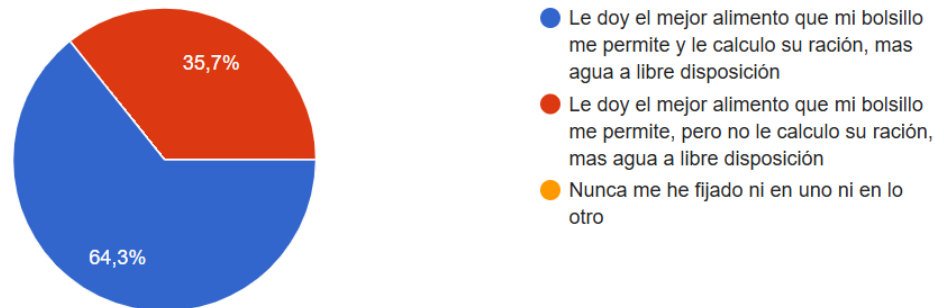 35,7%
64,3%
Le doy el mejor alimento que mi bolsillo
me permite y le calculo su ración, mas
agua a libre disposición
Le doy el mejor alimento que mi bolsillo
me permite, pero no le calculo su ración,
mas agua a libre disposición
Nunca me he fijado ni en uno ni en lo
otro